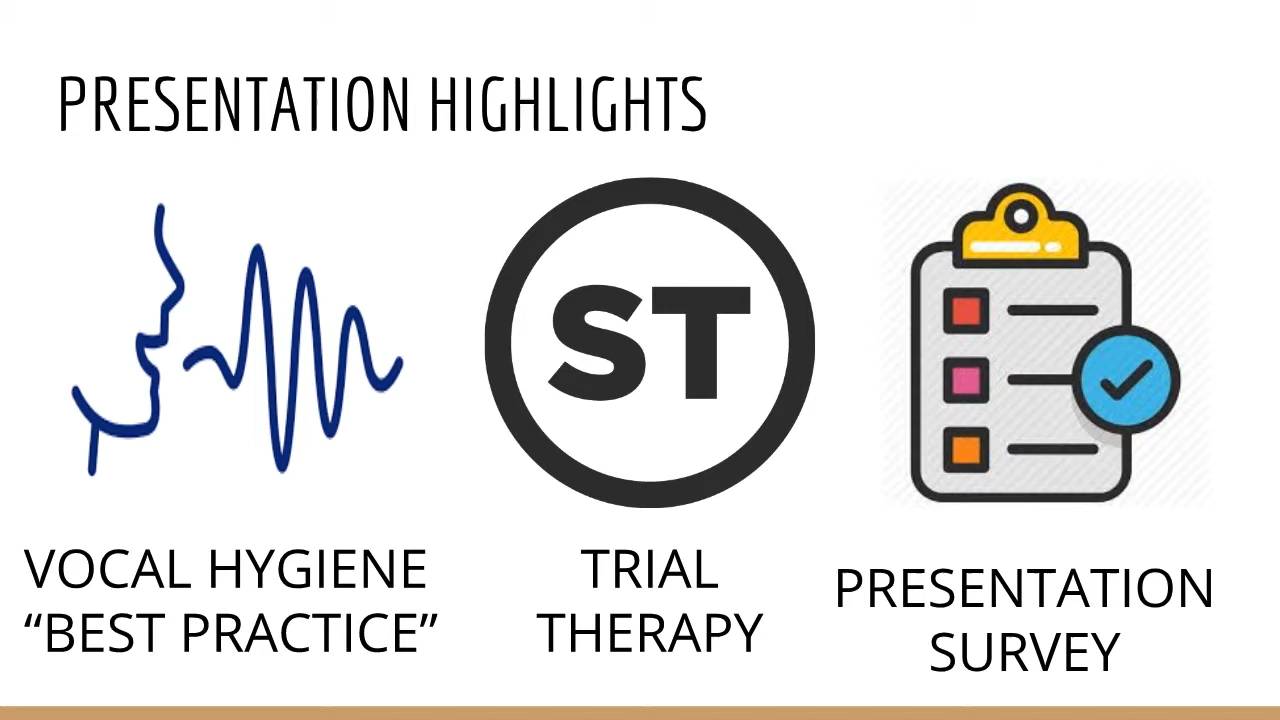 PRESENTATION HIGHLIGHTS
ST
VOCAL HYGIENE
“BEST PRACTICE”
TRIAL
THERAPY
PRESENTATION
SURVEY